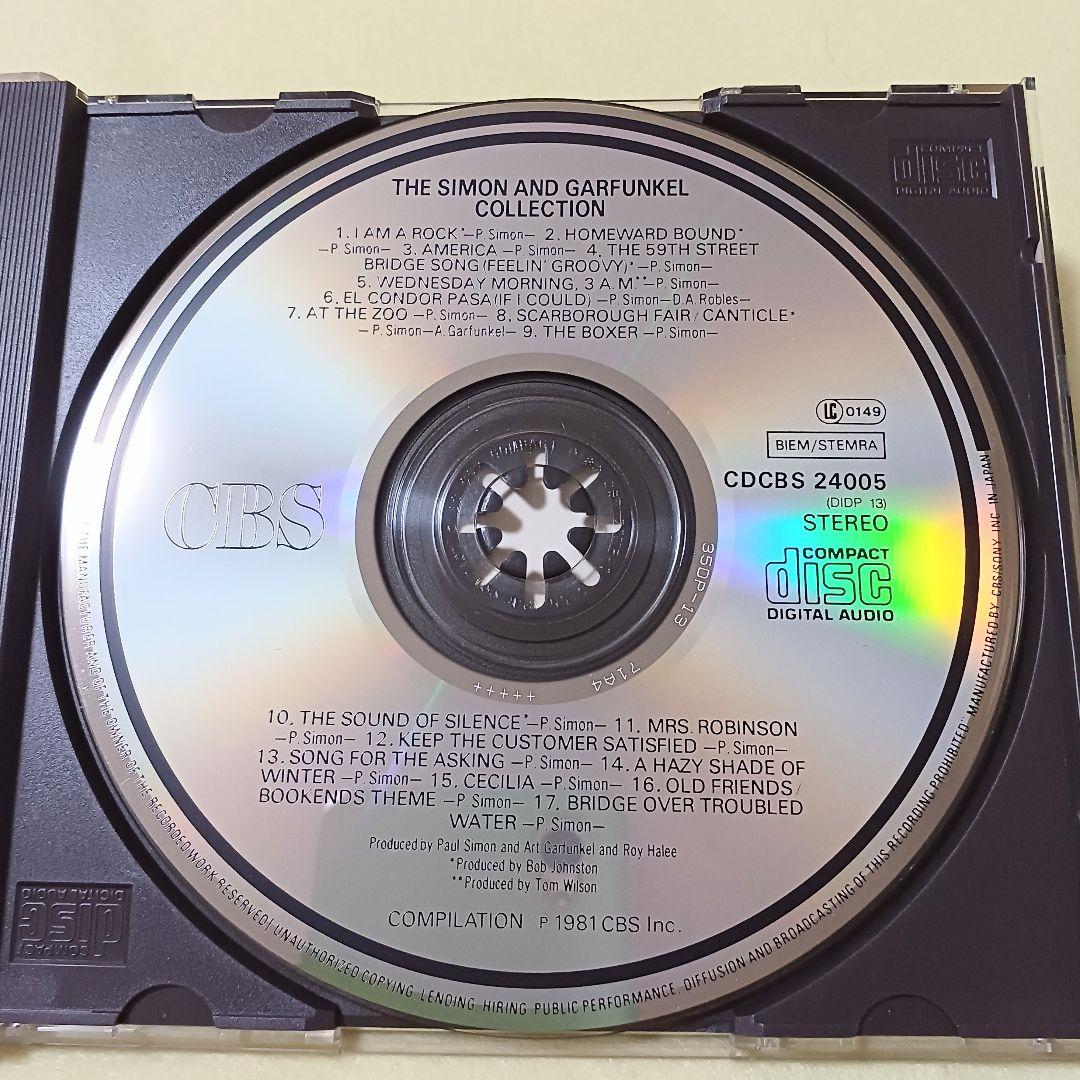 THE SIMON AND GARFUNKEL
COLLECTION
1. I AM A ROCK* –P. Simon– 2. HOMEWARD BOUND*
–P. Simon– 3. AMERICA –P. Simon– 4. THE 59TH STREET
BRIDGE SONG (FEELIN' GROOVY)* –P. Simon–
5. WEDNESDAY MORNING, 3 A.M.** –P. Simon–
6. EL CONDOR PASA (IF I COULD) –P. Simon–D.A. Robles–
7. AT THE ZOO –P. Simon– 8. SCARBOROUGH FAIR / CANTICLE*
–P. Simon–A. Garfunkel– 9. THE BOXER –P. Simon–
LC 0149
BIEM/STEMRA
CDCBS 24005
(DIDP 13)
STEREO
COMPACT
disc
DIGITAL AUDIO
CBS
35DP-13
71A4
+++++
10. THE SOUND OF SILENCE* –P. Simon– 11. MRS. ROBINSON
–P. Simon– 12. KEEP THE CUSTOMER SATISFIED –P. Simon–
13. SONG FOR THE ASKING –P. Simon– 14. A HAZY SHADE OF
WINTER –P. Simon– 15. CECILIA –P. Simon– 16. OLD FRIENDS/
BOOKENDS THEME –P. Simon– 17. BRIDGE OVER TROUBLED
WATER –P. Simon–
Produced by Paul Simon and Art Garfunkel and Roy Halee
*Produced by Bob Johnston
**Produced by Tom Wilson
COMPILATION P 1981 CBS Inc.
THE MANUFACTURER AND OF THE OWNER OF THE RECORDED WORK RESERVED! UNAUTHORIZED COPYING, LENDING, HIRING, PUBLIC PERFORMANCE, DIFFUSION AND BROADCASTING OF THIS RECORDING PROHIBITED" MANUFACTURED BY CBS/SONY INC. IN JAPAN
COMPACT
disc
DIGITAL AUDIO
COMPACT
disc
DIGITAL AUDIO